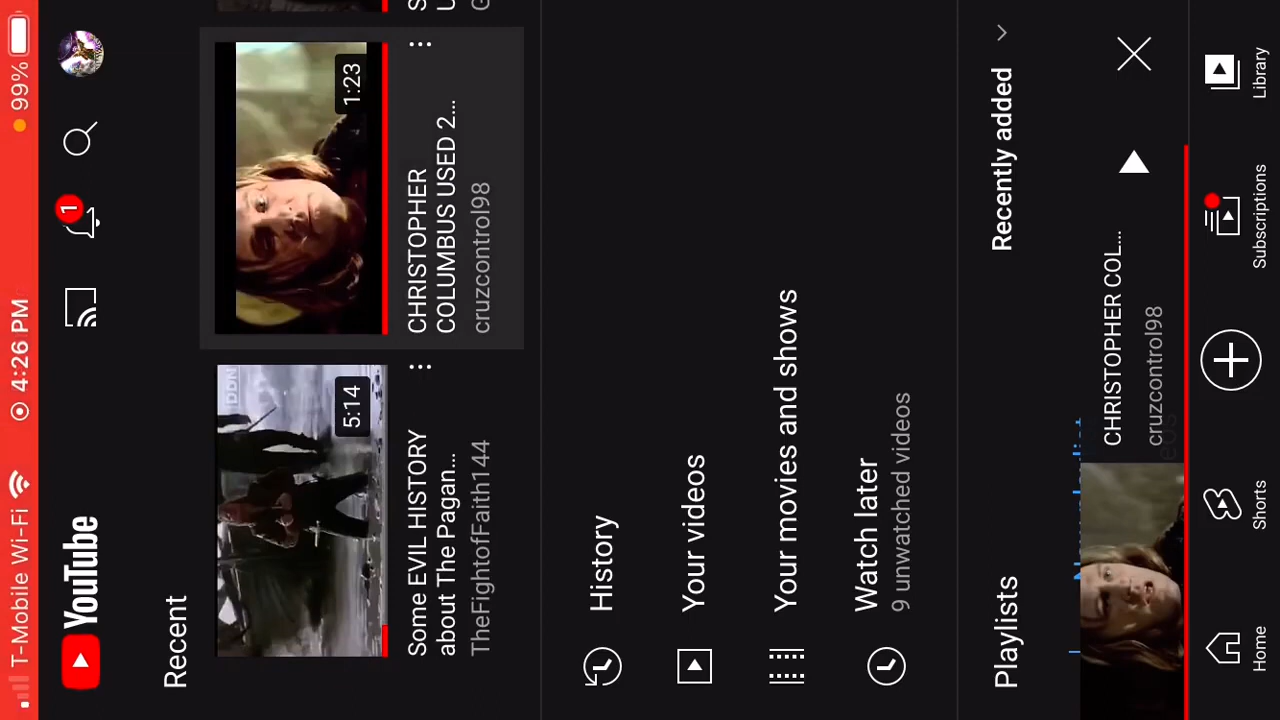 T-Mobile Wi-Fi 4:26 PM 99%
YouTube
1
Recent
DDN
5:14
1:23
Some EVIL HISTORY
about The Pagan...
TheFightofFaith144
CHRISTOPHER
COLUMBUS USED 2...
cruzcontrol98
History
Your videos
Your movies and shows
Watch later
9 unwatched videos
Playlists
Recently added
CHRISTOPHER COL...
cruzcontrol98
Home
Shorts
Subscriptions
Library